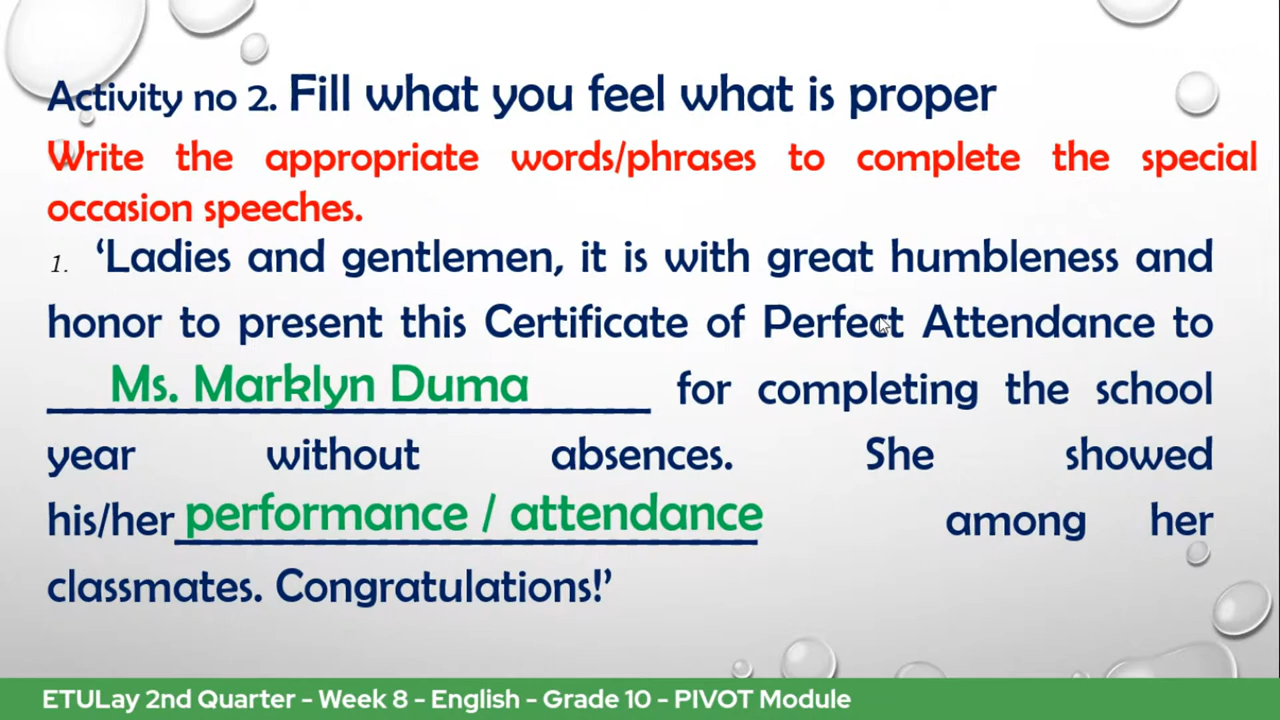 Activity no 2. Fill what you feel what is proper
Write the appropriate words/phrases to complete the special
occasion speeches.
1. ‘Ladies and gentlemen, it is with great humbleness and
honor to present this Certificate of Perfect Attendance to
Ms. Marklyn Duma for completing the school
year without absences. She showed
his/her performance / attendance among her
classmates. Congratulations!’
ETULay 2nd Quarter - Week 8 - English - Grade 10 - PIVOT Module